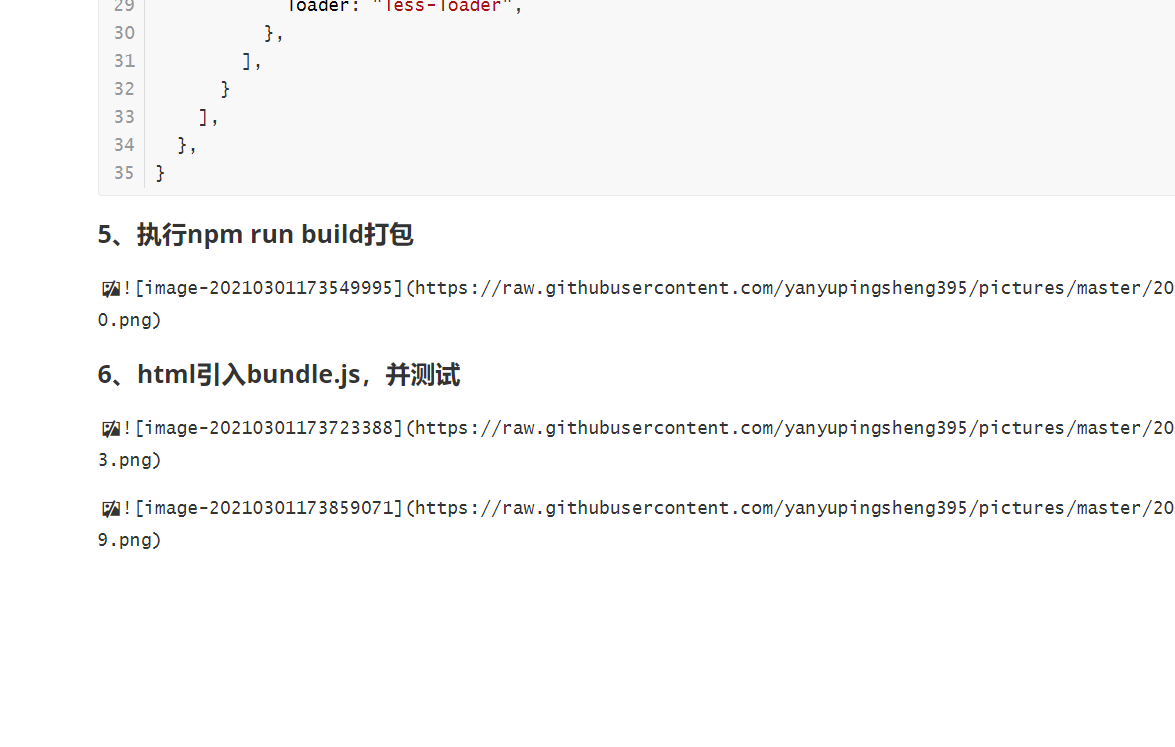 29 loader: "less-loader",
30 },
31 ],
32 }
33 ],
34 },
35 }
5、执行npm run build打包
![image-20210301173549995](https://raw.githubusercontent.com/yanyupingsheng395/pictures/master/20
0.png)
6、html引入bundle.js，并测试
![image-20210301173723388](https://raw.githubusercontent.com/yanyupingsheng395/pictures/master/20
3.png)
![image-20210301173859071](https://raw.githubusercontent.com/yanyupingsheng395/pictures/master/20
9.png)